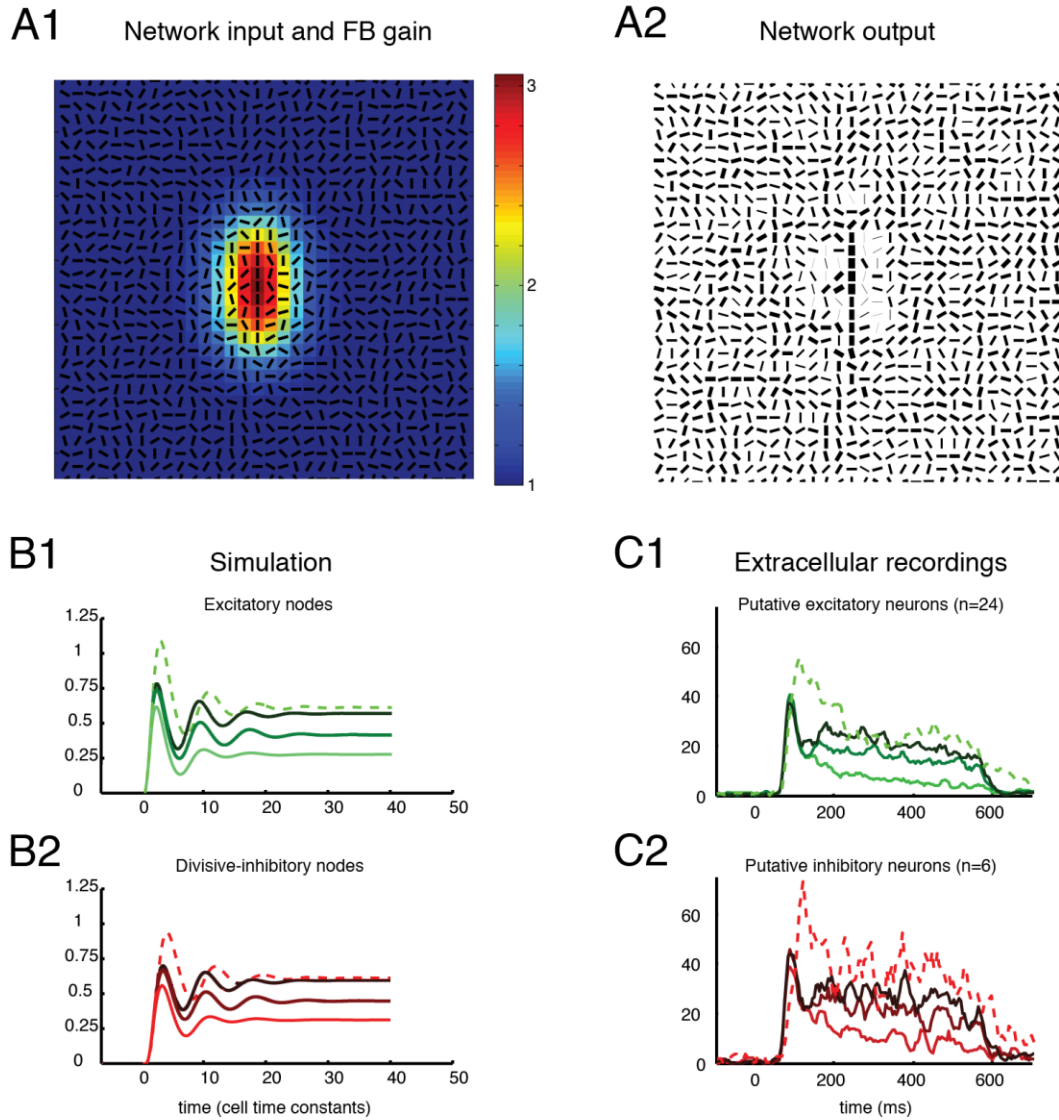 A1 Network input and FB gain
3
2
1
A2 Network output
B1 Simulation
Excitatory nodes
1.25
1
0.75
0.5
0.25
0
0 10 20 30 40 50
B2
Divisive-inhibitory nodes
1.25
1
0.75
0.5
0.25
0
0 10 20 30 40 50
time (cell time constants)
C1 Extracellular recordings
Putative excitatory neurons (n=24)
60
40
20
0
0 200 400 600
C2
Putative inhibitory neurons (n=6)
60
40
20
0
0 200 400 600
time (ms)